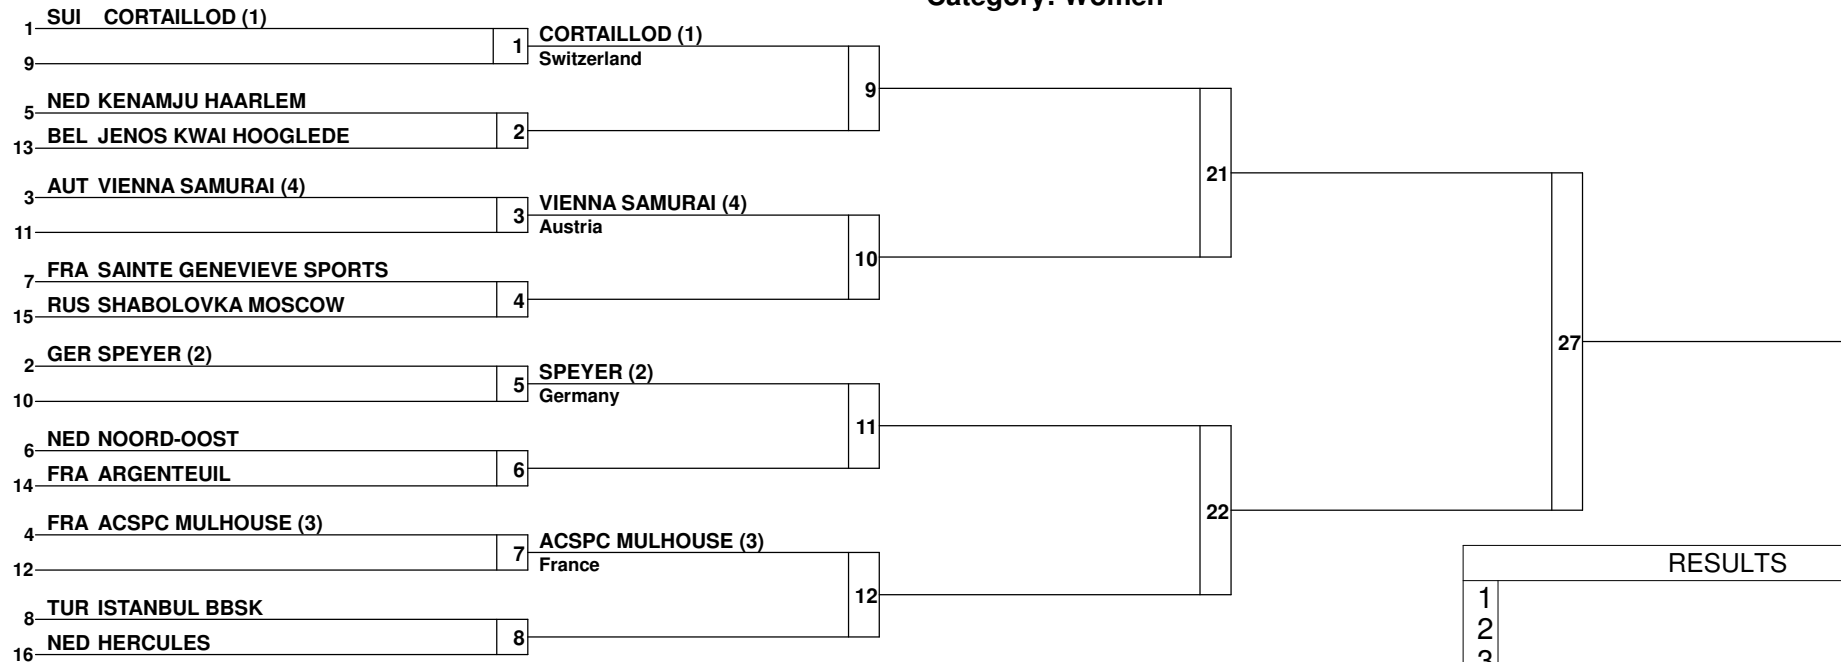 Category: Women
1 SUI CORTAILLOD (1)
9
1
CORTAILLOD (1)
Switzerland
5 NED KENAMJU HAARLEM
13 BEL JENOS KWAI HOOGLEDE
2
9
3 AUT VIENNA SAMURAI (4)
11
3
VIENNA SAMURAI (4)
Austria
7 FRA SAINTE GENEVIEVE SPORTS
15 RUS SHABOLOVKA MOSCOW
4
10
21
2 GER SPEYER (2)
10
5
SPEYER (2)
Germany
6 NED NOORD-OOST
14 FRA ARGENTEUIL
6
11
4 FRA ACSPC MULHOUSE (3)
12
7
ACSPC MULHOUSE (3)
France
8 TUR ISTANBUL BBSK
16 NED HERCULES
8
12
22
27
RESULTS
1
2
3